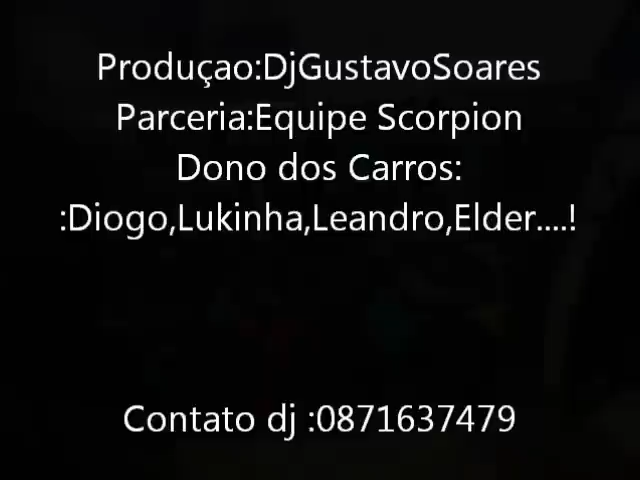 Produçao:DjGustavoSoares
Parceria:Equipe Scorpion
Dono dos Carros:
:Diogo,Lukinha,Leandro,Elder....!
Contato dj :0871637479